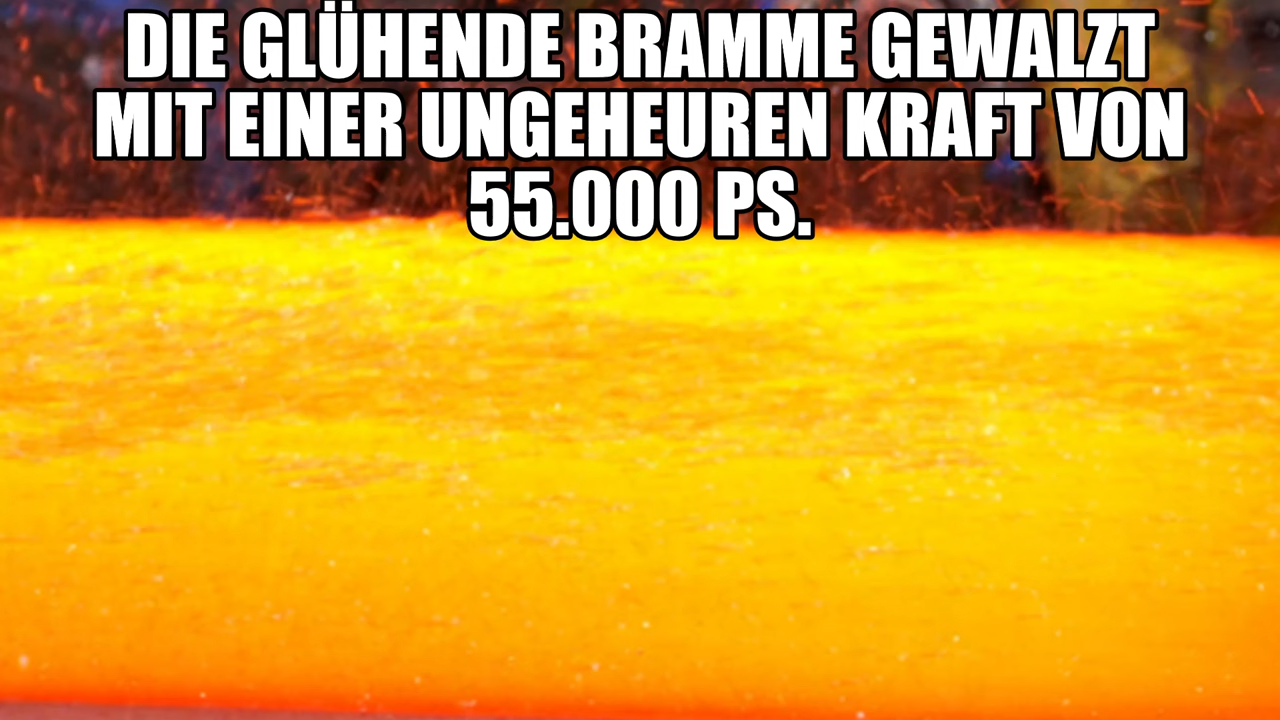 DIE GLÜHENDE BRAMME GEWALZT
MIT EINER UNGEHEUREN KRAFT VON
55.000 PS.